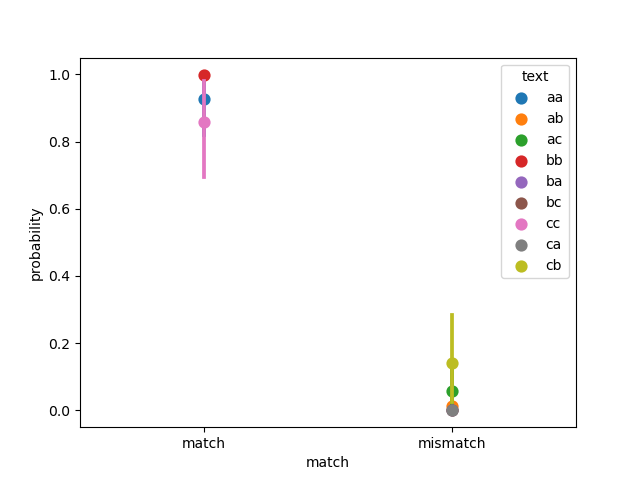 text
aa
ab
ac
bb
ba
bc
cc
ca
cb
1.0
0.8
0.6
0.4
0.2
0.0
probability
match
mismatch
match